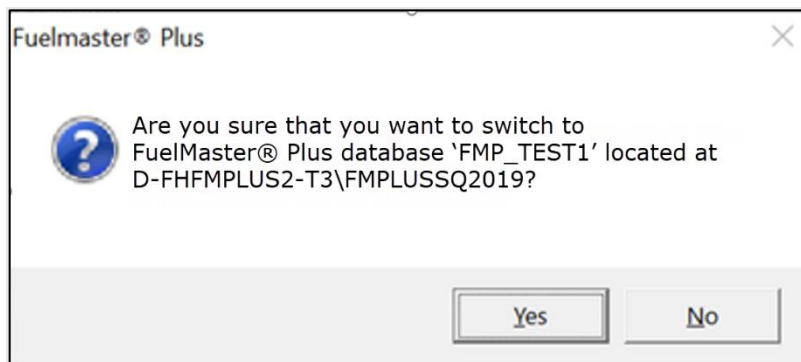 Fuelmaster® Plus
Are you sure that you want to switch to
FuelMaster® Plus database ‘FMP_TEST1’ located at
D-FHFMPLUS2-T3\FMPLUSSQ2019?
Yes
No